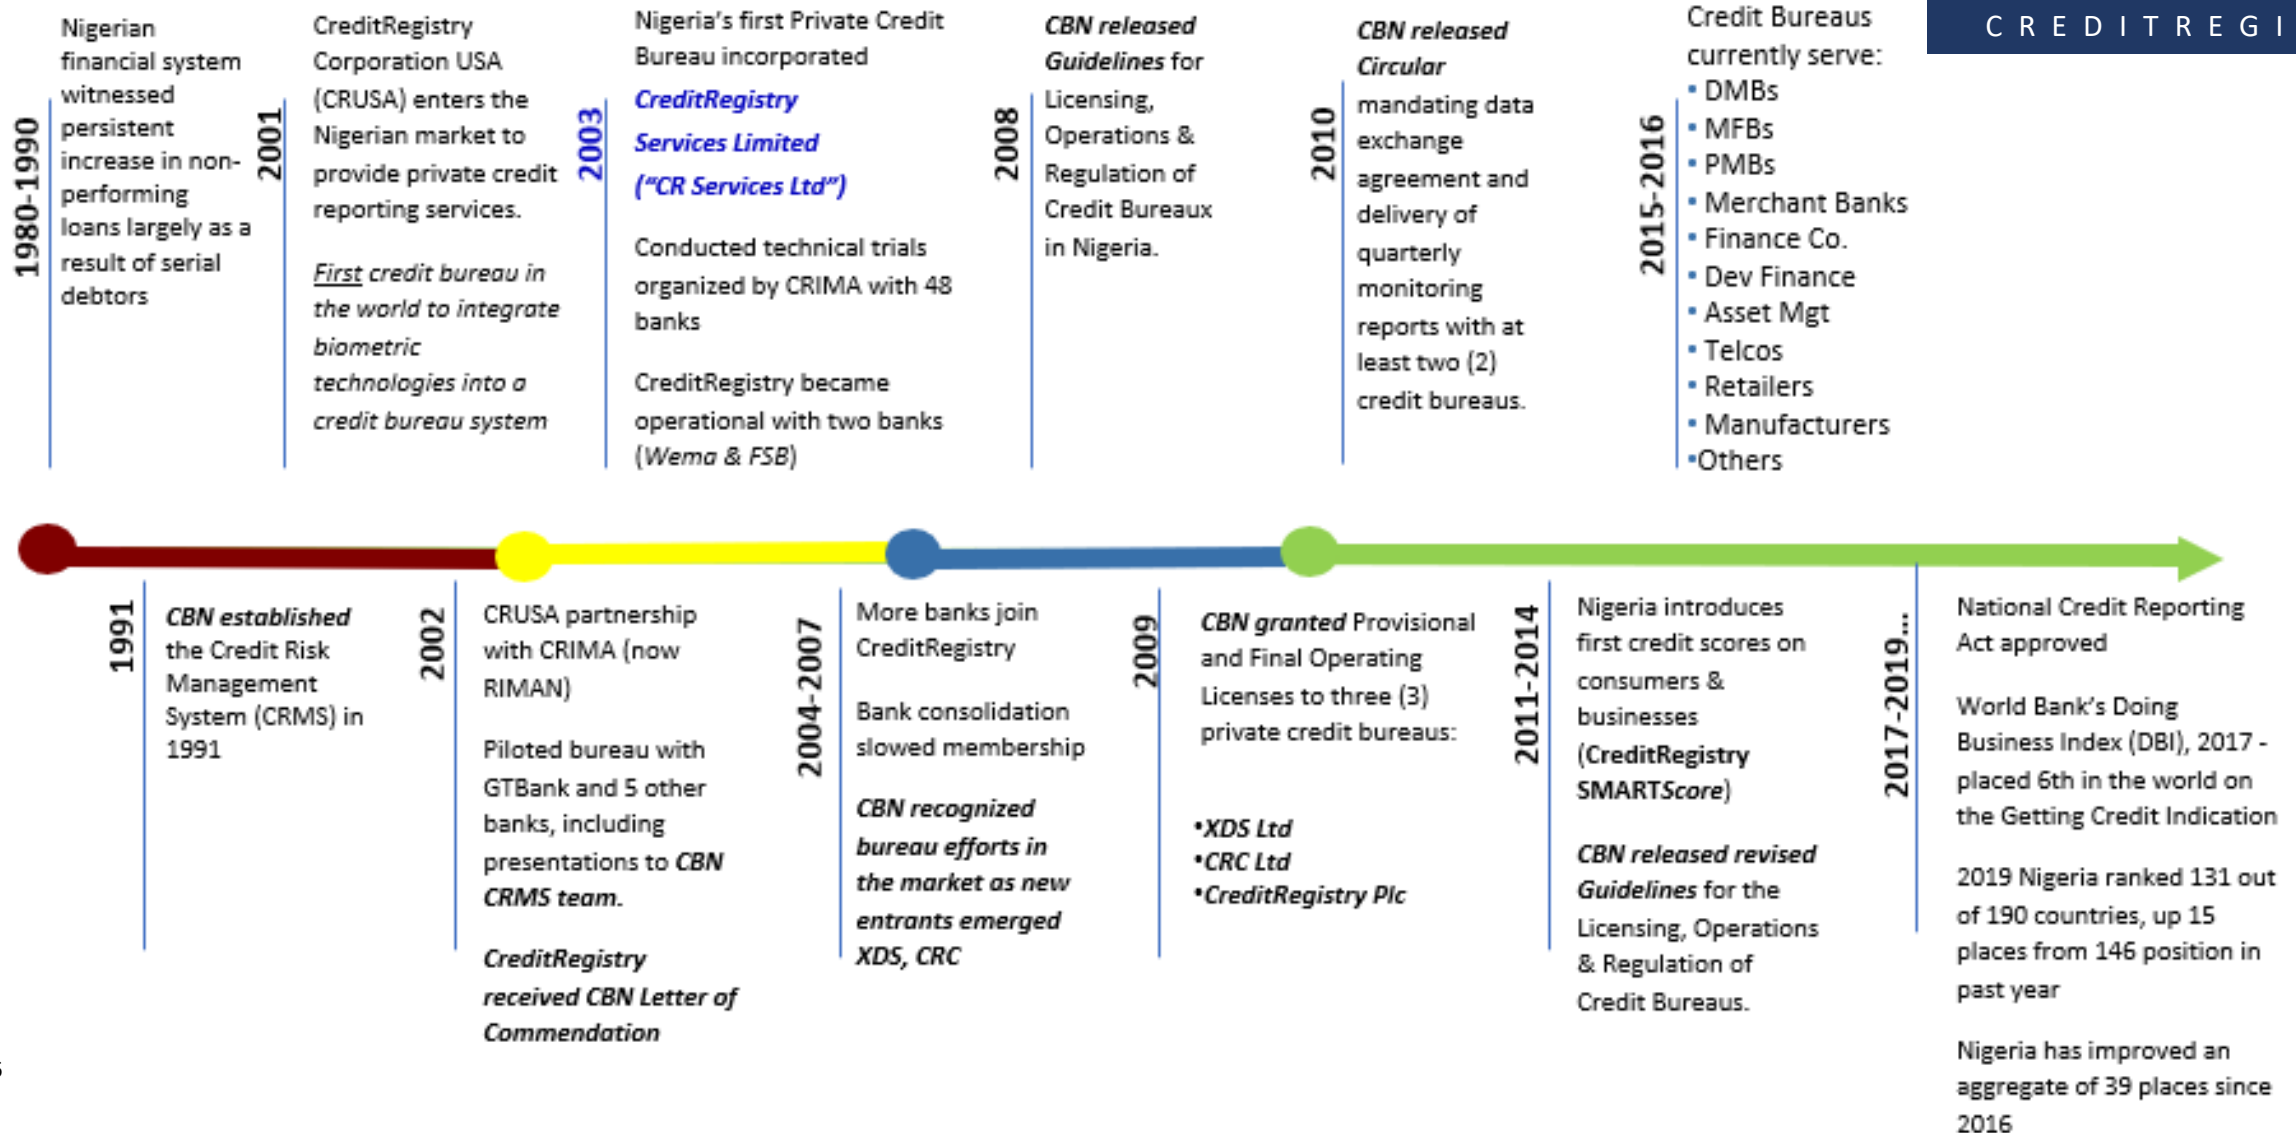 CREDITREGI
1980-1990
Nigerian
financial system
witnessed
persistent
increase in non-
performing
loans largely as a
result of serial
debtors
2001
CreditRegistry
Corporation USA
(CRUSA) enters the
Nigerian market to
provide private credit
reporting services.
First credit bureau in
the world to integrate
biometric
technologies into a
credit bureau system
2003
Nigeria's first Private Credit
Bureau incorporated
CreditRegistry
Services Limited
("CR Services Ltd")
Conducted technical trials
organized by CRIMA with 48
banks
CreditRegistry became
operational with two banks
(Wema & FSB)
2008
CBN released
Guidelines for
Licensing,
Operations &
Regulation of
Credit Bureaux
in Nigeria.
2010
CBN released
Circular
mandating data
exchange
agreement and
delivery of
quarterly
monitoring
reports with at
least two (2)
credit bureaus.
2015-2016
Credit Bureaus
currently serve:
• DMBs
• MFBs
• PMBs
• Merchant Banks
• Finance Co.
• Dev Finance
• Asset Mgt
• Telcos
• Retailers
• Manufacturers
•Others
1991
CBN established
the Credit Risk
Management
System (CRMS) in
1991
2002
CRUSA partnership
with CRIMA (now
RIMAN)
Piloted bureau with
GTBank and 5 other
banks, including
presentations to CBN
CRMS team.
CreditRegistry
received CBN Letter of
Commendation
2004-2007
More banks join
CreditRegistry
Bank consolidation
slowed membership
CBN recognized
bureau efforts in
the market as new
entrants emerged
XDS, CRC
2009
CBN granted Provisional
and Final Operating
Licenses to three (3)
private credit bureaus:
•XDS Ltd
•CRC Ltd
•CreditRegistry Plc
2011-2014
Nigeria introduces
first credit scores on
consumers &
businesses
(CreditRegistry
SMARTScore)
CBN released revised
Guidelines for the
Licensing, Operations
& Regulation of
Credit Bureaus.
2017-2019...
National Credit Reporting
Act approved
World Bank's Doing
Business Index (DBI), 2017 -
placed 6th in the world on
the Getting Credit Indication
2019 Nigeria ranked 131 out
of 190 countries, up 15
places from 146 position in
past year
Nigeria has improved an
aggregate of 39 places since
2016